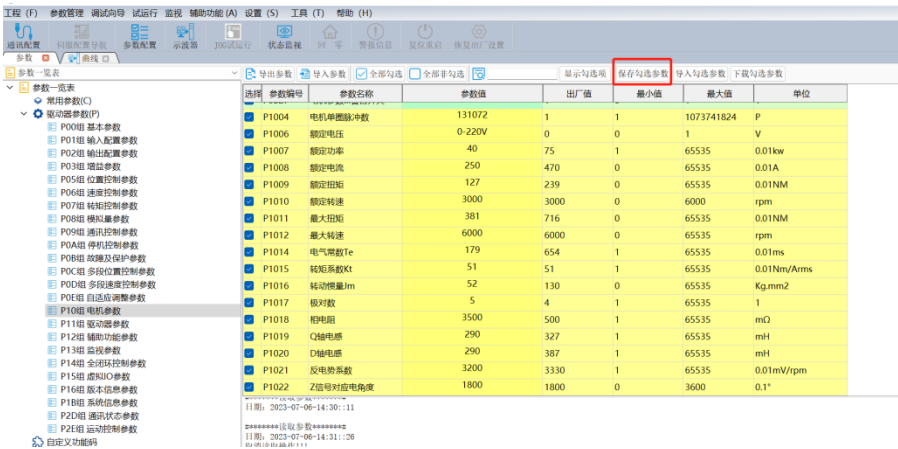 工程 (F) 参数管理 调试向导 试运行 监视 辅助功能 (A) 设置 (S) 工具 (T) 帮助 (H)
通讯配置 伺服配置导航 参数配置 示波器 JOG试运行 状态监视 回 零 警报信息 复位重启 恢复出厂设置
参数 曲线
参数一览表 导出参数 导入参数 全部勾选 全部非勾选 显示勾选项 保存勾选参数 导入勾选参数 下载勾选参数
参数一览表
常用参数(C)
驱动器参数(P)
P00组 基本参数
P01组 输入配置参数
P02组 输出配置参数
P03组 增益参数
P05组 位置控制参数
P06组 速度控制参数
P07组 转矩控制参数
P08组 模拟量参数
P09组 通讯控制参数
P0A组 停机控制参数
P0B组 故障及保护参数
P0C组 多段位置控制参数
P0D组 多段速度控制参数
P0E组 自适应调整参数
P10组 电机参数
P11组 驱动器参数
P12组 辅助功能参数
P13组 监视参数
P14组 全闭环控制参数
P15组 虚拟IO参数
P16组 版本信息参数
P1B组 系统信息参数
P2D组 通讯状态参数
P2E组 运动控制参数
自定义功能码
选择 参数编号 参数名称 参数值 出厂值 最小值 最大值 单位
P1004 电机单圈脉冲数 131072 1 1 1073741824 P
P1006 额定电压 0-220V 0 0 1 V
P1007 额定功率 40 75 1 65535 0.01kw
P1008 额定电流 250 470 0 65535 0.01A
P1009 额定扭矩 127 239 0 65535 0.01NM
P1010 额定转速 3000 3000 0 6000 rpm
P1011 最大扭矩 381 716 0 65535 0.01NM
P1012 最大转速 6000 6000 0 65535 rpm
P1014 电气常数Te 179 654 1 65535 0.01ms
P1015 转矩系数Kt 51 51 1 65535 0.01Nm/Arms
P1016 转动惯量Jm 52 130 0 65535 Kg.mm2
P1017 极对数 5 4 1 65535 1
P1018 相电阻 3500 500 1 65535 mΩ
P1019 Q轴电感 290 327 1 65535 mH
P1020 D轴电感 290 387 1 65535 mH
P1021 反电势系数 3200 3330 1 65535 0.01mV/rpm
P1022 Z信号对应电角度 1800 1800 0 3600 0.1°
日期：2023-07-06-14:30::11
********读取参数********
日期：2023-07-06-14:31::26